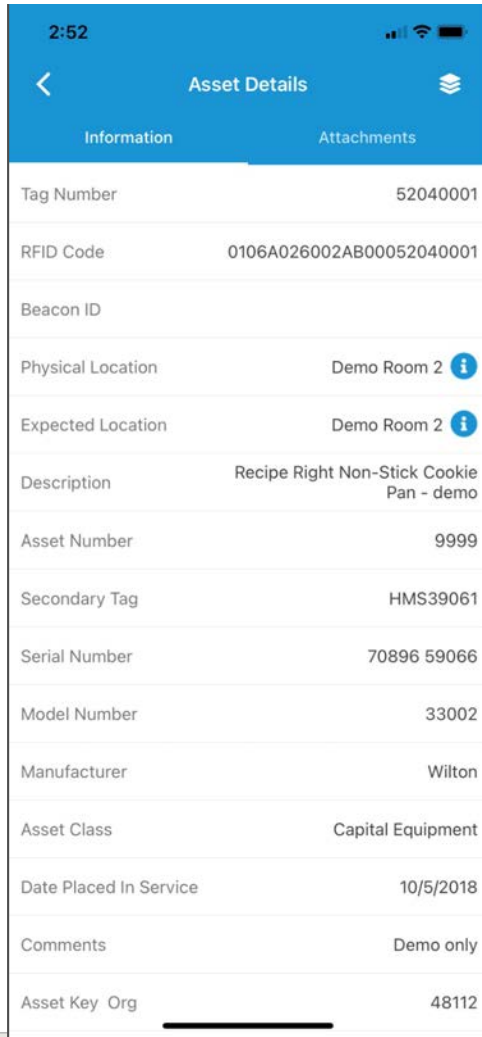 2:52
Asset Details
Information Attachments
Tag Number 52040001
RFID Code 0106A026002AB00052040001
Beacon ID
Physical Location Demo Room 2 i
Expected Location Demo Room 2 i
Description Recipe Right Non-Stick Cookie
Pan - demo
Asset Number 9999
Secondary Tag HMS39061
Serial Number 70896 59066
Model Number 33002
Manufacturer Wilton
Asset Class Capital Equipment
Date Placed In Service 10/5/2018
Comments Demo only
Asset Key Org 48112